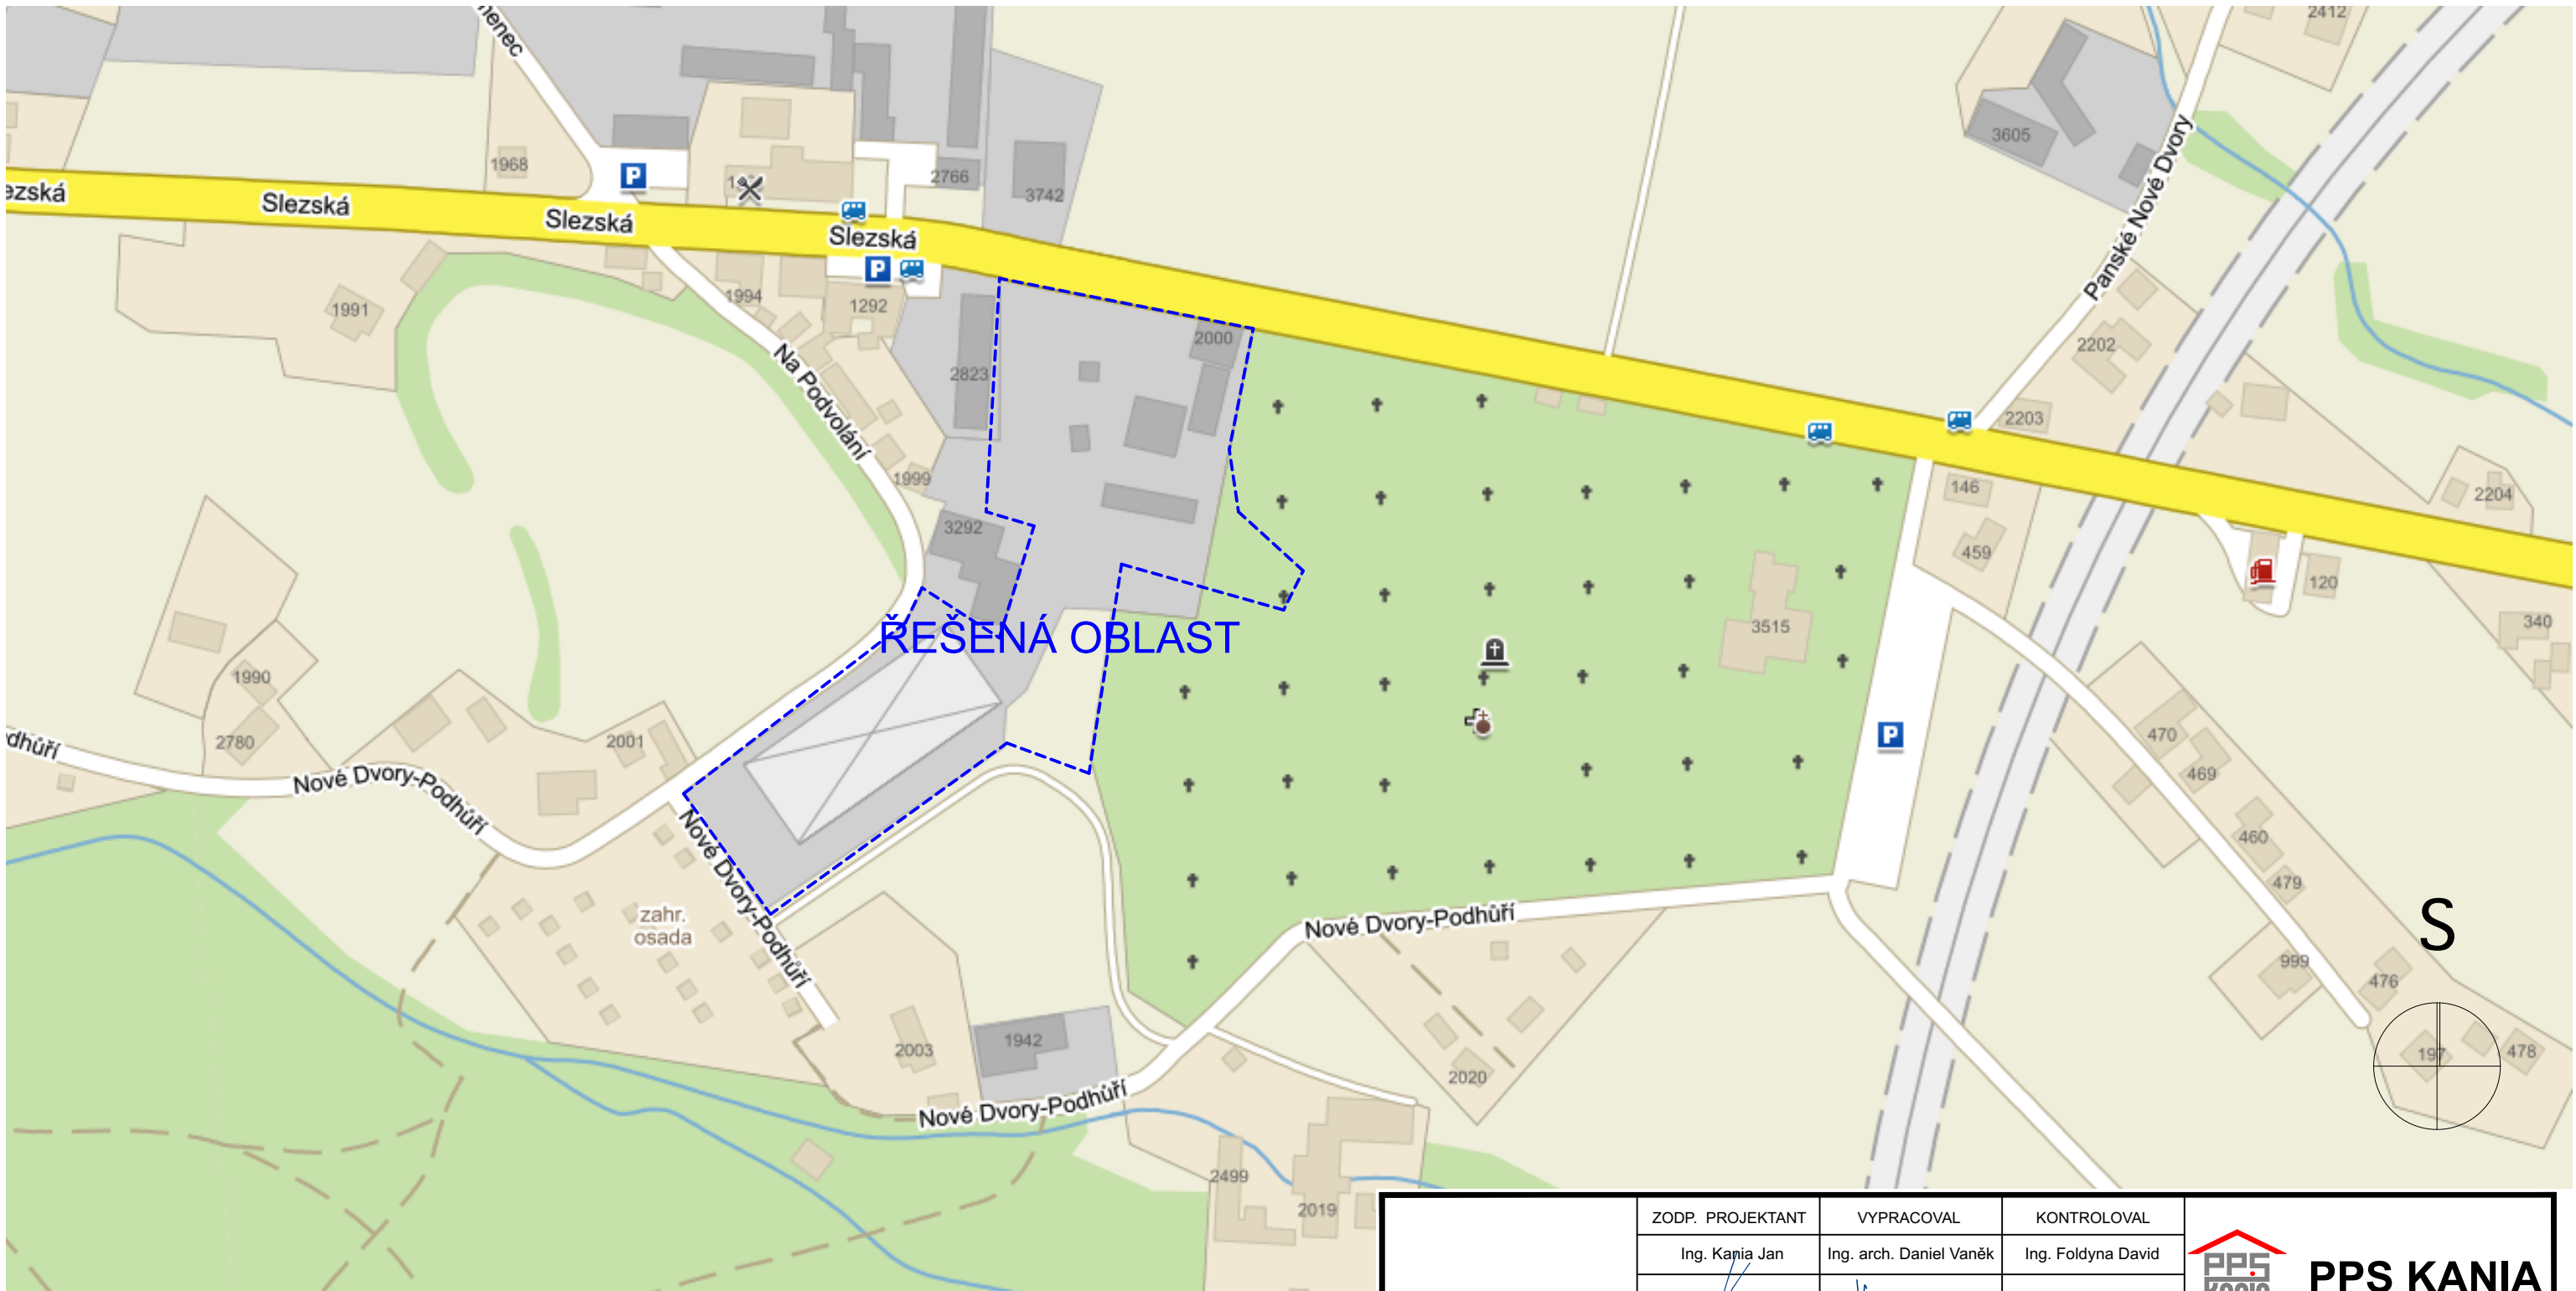 2412
3605
1968
2766
3742
Slezská
Slezská
Slezská
Panské Nové Dvory
1991
1994
1292
2000
2202
2823
Na Podvolání
2203
1999
146
2204
3292
459
120
ŘEŠENÁ OBLAST
3515
340
1990
2780
2001
470
469
Nové Dvory-Podhůří
Nové Dvory-Podhůří
460
479
zahr.
osada
Nové Dvory-Podhůří
S
999
476
1942
2003
197
478
2020
Nové Dvory-Podhůří
2499
2019
ZODP. PROJEKTANT
VYPRACOVAL
KONTROLOVAL
Ing. Kania Jan
Ing. arch. Daniel Vaněk
Ing. Foldyna David
PPS
PPS KANIA